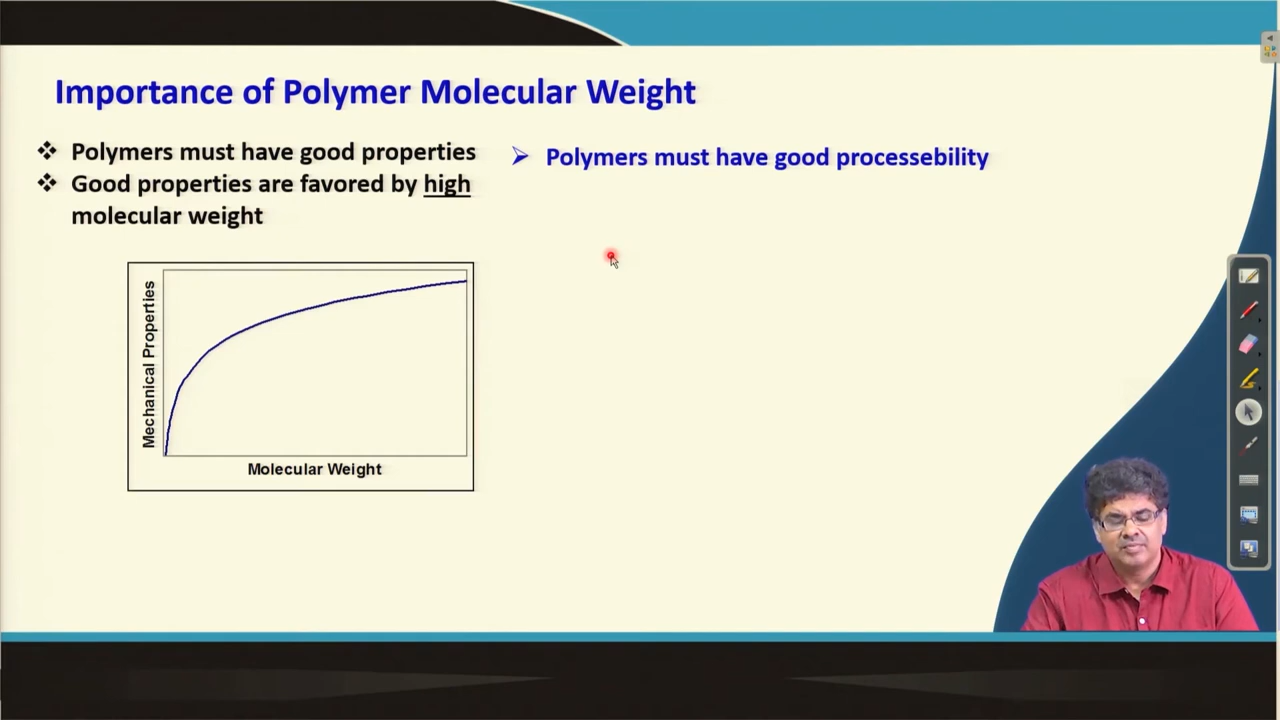 Importance of Polymer Molecular Weight
❖ Polymers must have good properties
❖ Good properties are favored by high
molecular weight
➢ Polymers must have good processebility
Mechanical Properties
Molecular Weight